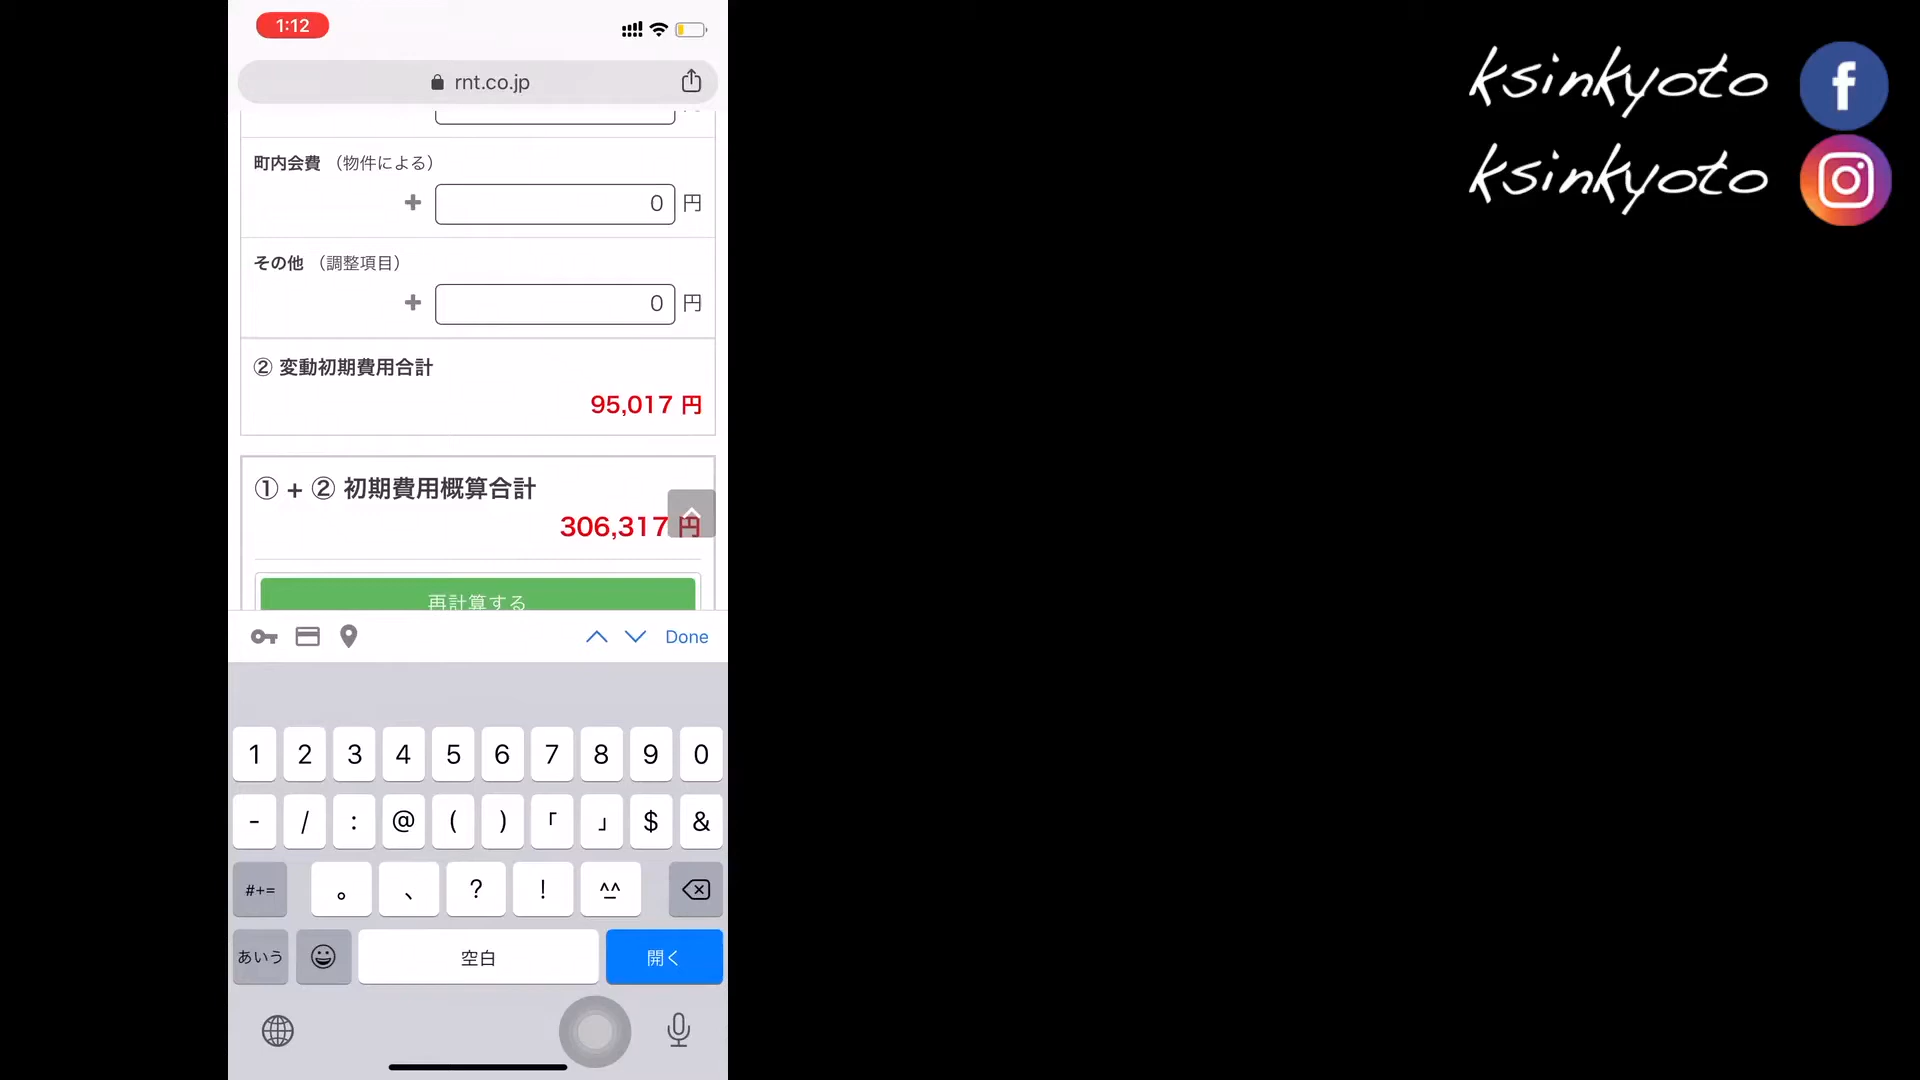 1:12
rnt.co.jp
町内会費 （物件による）
+ 0 円
その他 （調整項目）
+ 0 円
② 変動初期費用合計
95,017 円
① + ② 初期費用概算合計
306,317 円
再計算する
Done
1 2 3 4 5 6 7 8 9 0
- / : @ ( ) 「 」 $ &
#+= 。 、 ? ! ^_^
あいう 空白 開く
ksinkyoto
ksinkyoto